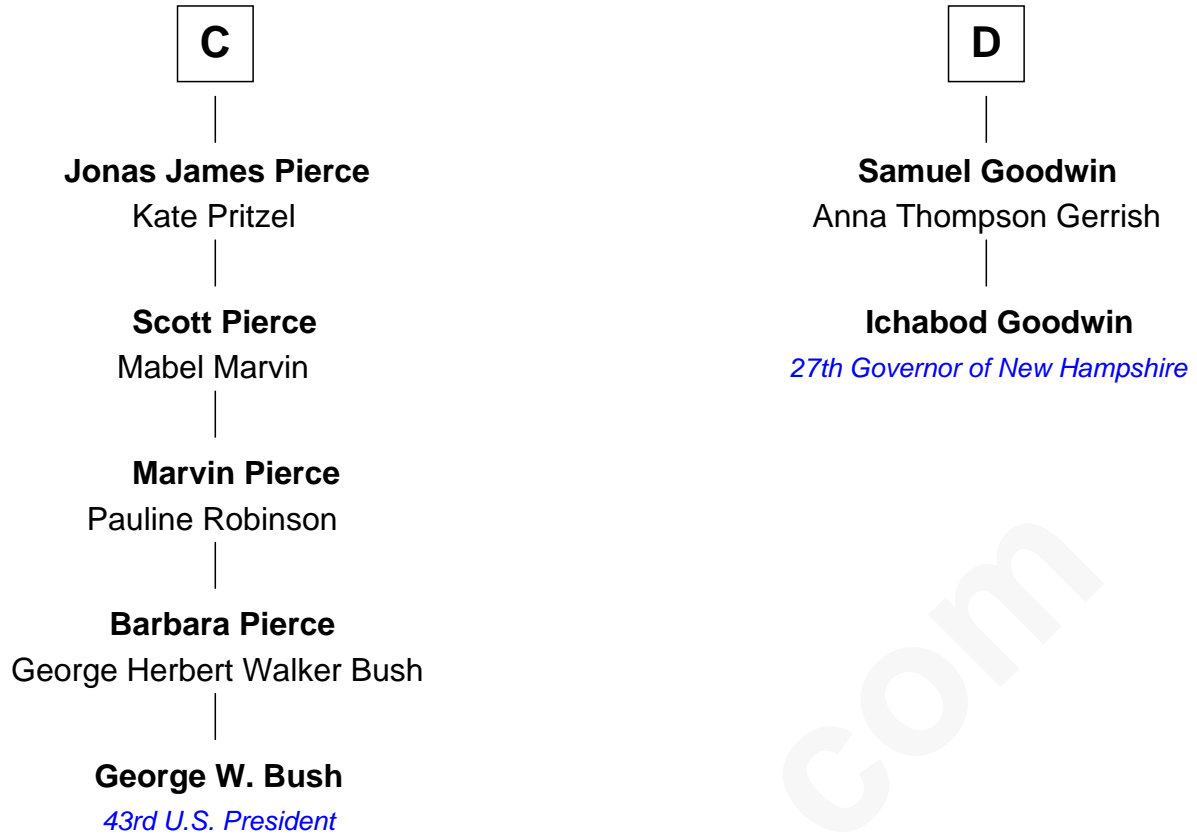 C
Jonas James Pierce
Kate Pritzel
Scott Pierce
Mabel Marvin
Marvin Pierce
Pauline Robinson
Barbara Pierce
George Herbert Walker Bush
George W. Bush
43rd U.S. President
D
Samuel Goodwin
Anna Thompson Gerrish
Ichabod Goodwin
27th Governor of New Hampshire
com